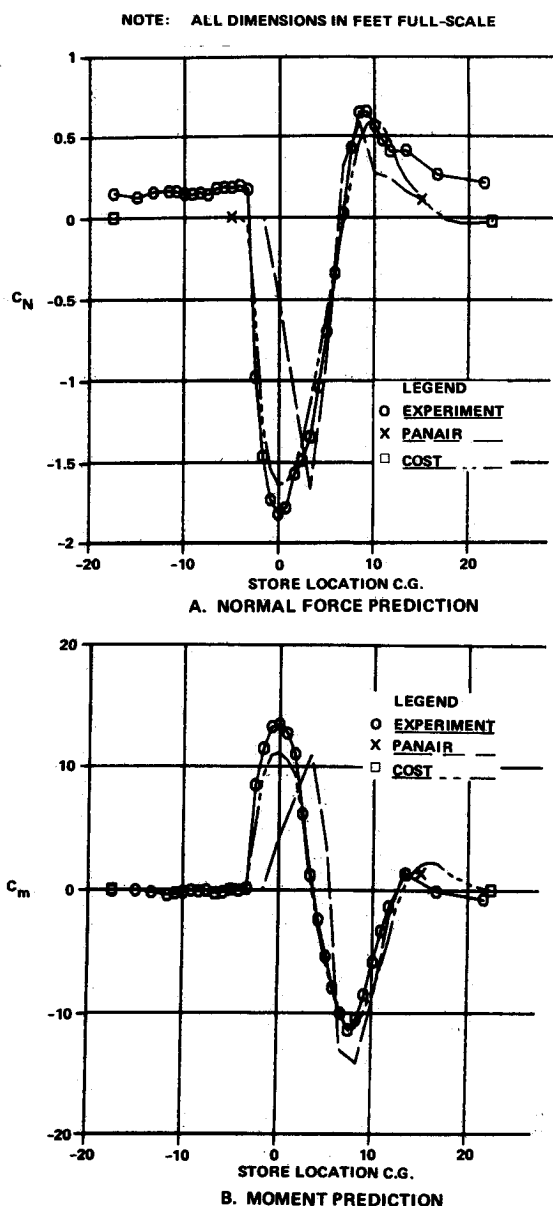 NOTE: ALL DIMENSIONS IN FEET FULL-SCALE
1
0.5
0
C_N
-0.5
-1
-1.5
-2
LEGEND
EXPERIMENT
PANAIR
COST
-20
-10
0
10
20
STORE LOCATION C.G.
A. NORMAL FORCE PREDICTION
20
10
C_m
0
-10
-20
LEGEND
EXPERIMENT
PANAIR
COST
-20
-10
0
10
20
STORE LOCATION C.G.
B. MOMENT PREDICTION